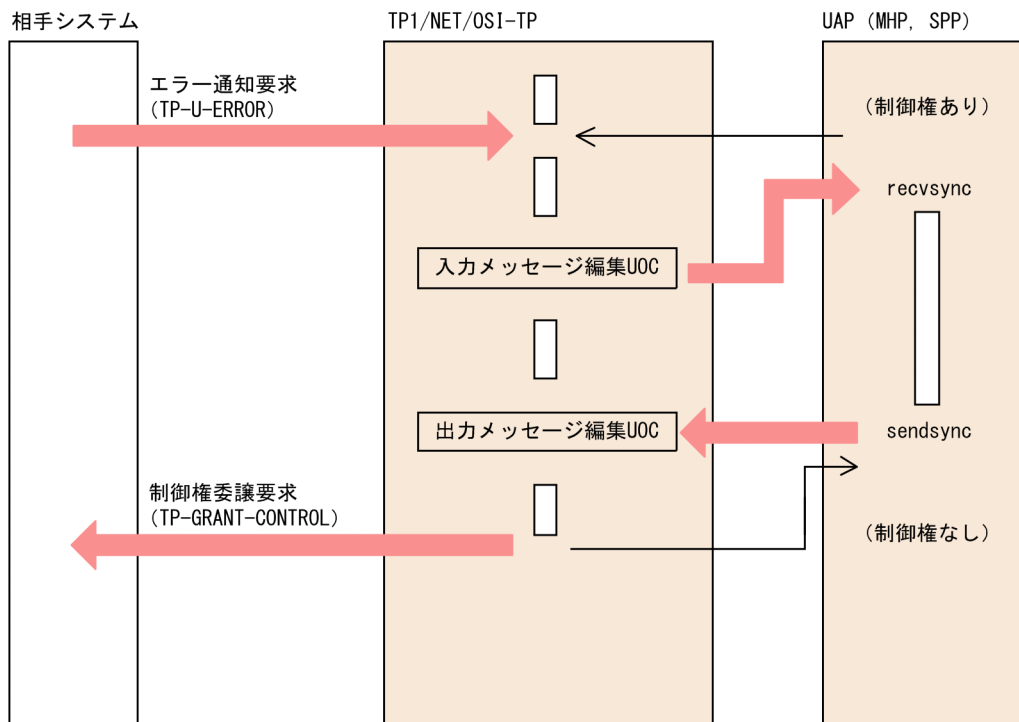 相手システム
TP1/NET/OSI-TP
UAP (MHP, SPP)
エラー通知要求
(TP-U-ERROR)
(制御権あり)
recvsync
入力メッセージ編集UOC
出力メッセージ編集UOC
sendsync
制御権委譲要求
(TP-GRANT-CONTROL)
(制御権なし)